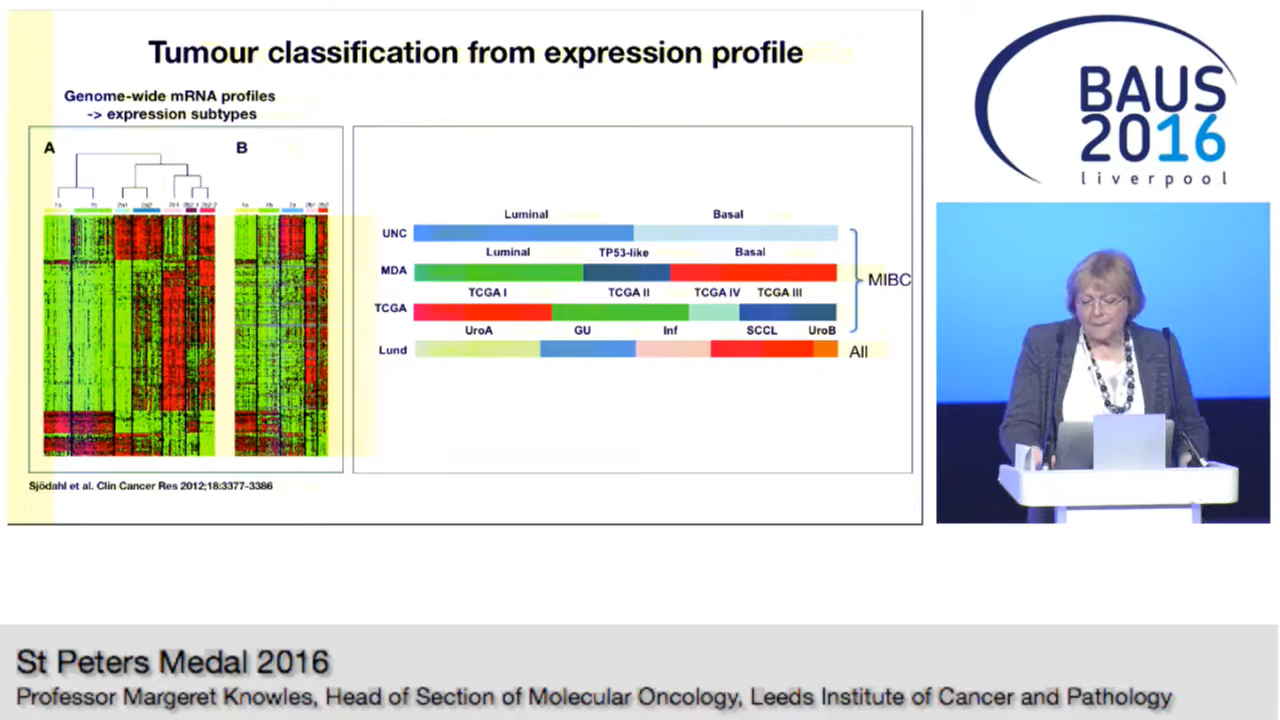 Tumour classification from expression profile
Genome-wide mRNA profiles
-> expression subtypes
A
B
Luminal Basal
UNC
Luminal TP53-like Basal
MDA
TCGA I TCGA II TCGA IV TCGA III
TCGA
UroA GU Inf SCCL UroB
Lund
MIBC
All
Sjödahl et al. Clin Cancer Res 2012;18:3377-3386
BAUS
2016
liverpool
St Peters Medal 2016
Professor Margeret Knowles, Head of Section of Molecular Oncology, Leeds Institute of Cancer and Pathology